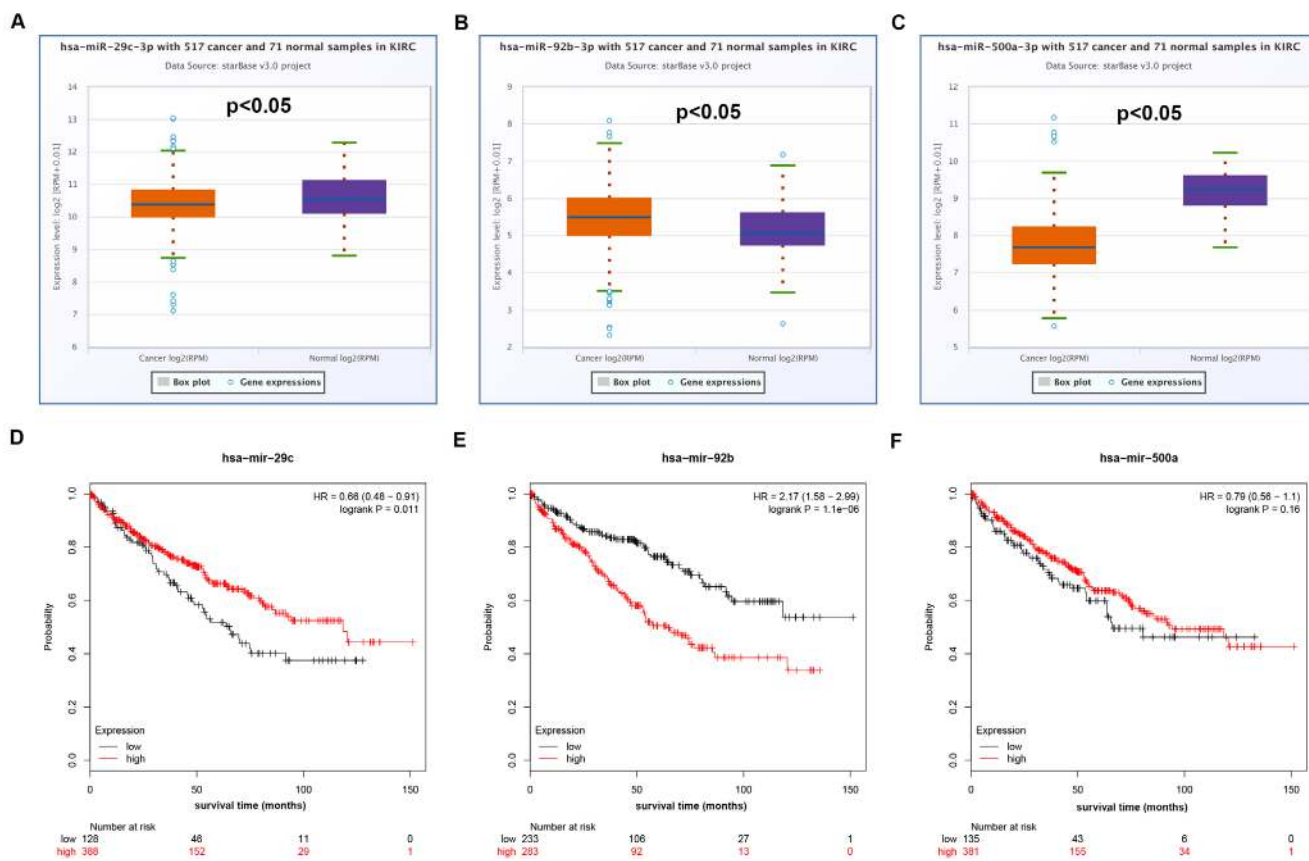 A
hsa-miR-29c-3p with 517 cancer and 71 normal samples in KIRC
Data Source: starBase v3.0 project
p<0.05
Expression level: log2 [RPM+0.01]
14
13
12
11
10
9
8
7
6
Cancer log2(RPM)
Normal log2(RPM)
Box plot
Gene expressions
B
hsa-miR-92b-3p with 517 cancer and 71 normal samples in KIRC
Data Source: starBase v3.0 project
p<0.05
Expression level: log2 [RPM+0.01]
9
8
7
6
5
4
3
2
Cancer log2(RPM)
Normal log2(RPM)
Box plot
Gene expressions
C
hsa-miR-500a-3p with 517 cancer and 71 normal samples in KIRC
Data Source: starBase v3.0 project
p<0.05
Expression level: log2 [RPM+0.01]
12
11
10
9
8
7
6
5
Cancer log2(RPM)
Normal log2(RPM)
Box plot
Gene expressions
D
hsa-mir-29c
HR = 0.66 (0.48 - 0.91)
logrank P = 0.011
Probability
1.0
0.8
0.6
0.4
0.2
0.0
Expression
low
high
0 50 100 150
survival time (months)
Number at risk
low 128 46 11 0
high 388 152 29 1
E
hsa-mir-92b
HR = 2.17 (1.58 - 2.99)
logrank P = 1.1e-06
Probability
1.0
0.8
0.6
0.4
0.2
0.0
Expression
low
high
0 50 100 150
survival time (months)
Number at risk
low 233 106 27 1
high 283 92 13 0
F
hsa-mir-500a
HR = 0.79 (0.56 - 1.1)
logrank P = 0.16
Probability
1.0
0.8
0.6
0.4
0.2
0.0
Expression
low
high
0 50 100 150
survival time (months)
Number at risk
low 135 43 6 0
high 381 155 34 1